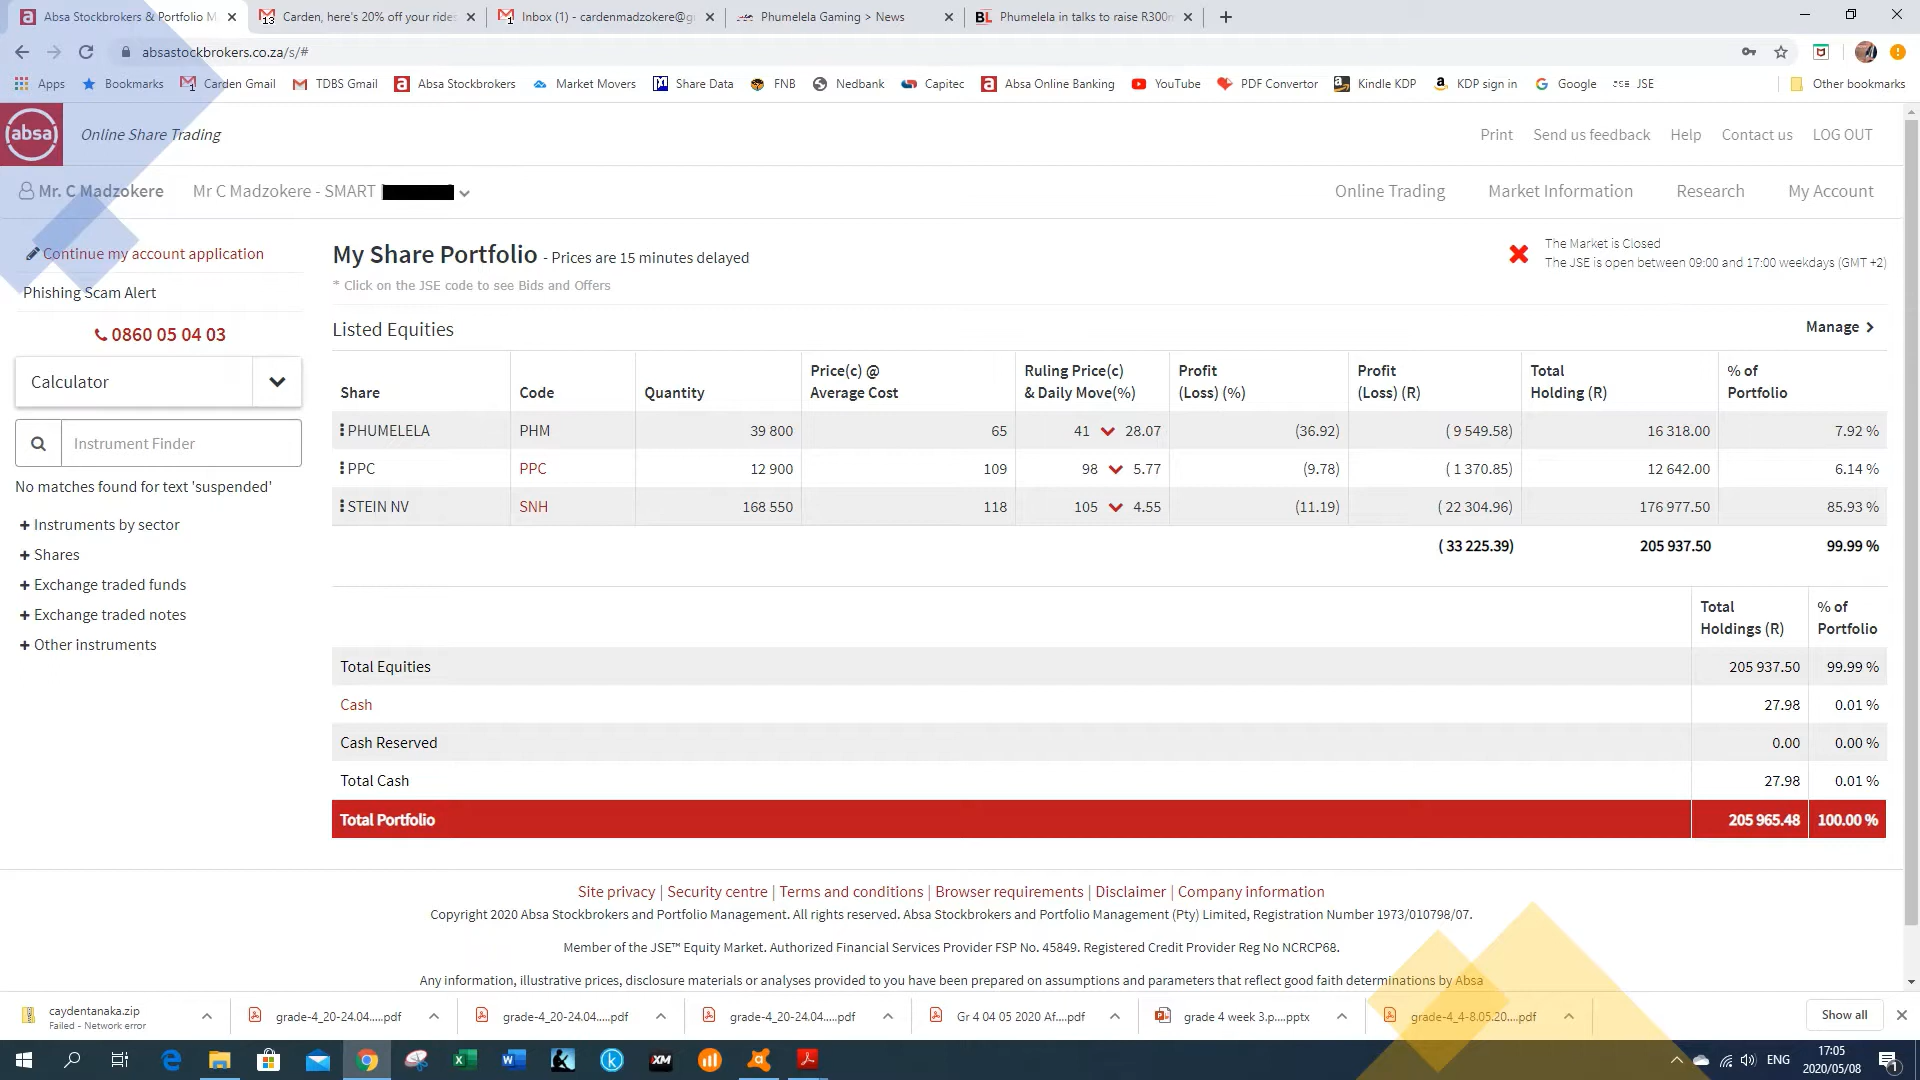 Absa Stockbrokers & Portfolio M
Carden, here's 20% off your rides
Inbox (1) - cardenmadzokere@g
Phumelela Gaming > News
Phumelela in talks to raise R300m
absastockbrokers.co.za/s/#
Apps
Bookmarks
Carden Gmail
TDBS Gmail
Absa Stockbrokers
Market Movers
Share Data
FNB
Nedbank
Capitec
Absa Online Banking
YouTube
PDF Convertor
Kindle KDP
KDP sign in
Google
JSE
Other bookmarks
absa
Online Share Trading
Print
Send us feedback
Help
Contact us
LOG OUT
Mr. C Madzokere
Mr C Madzokere - SMART
Online Trading
Market Information
Research
My Account
Continue my account application
Phishing Scam Alert
0860 05 04 03
Calculator
Instrument Finder
No matches found for text 'suspended'
+ Instruments by sector
+ Shares
+ Exchange traded funds
+ Exchange traded notes
+ Other instruments
My Share Portfolio - Prices are 15 minutes delayed
* Click on the JSE code to see Bids and Offers
The Market is Closed
The JSE is open between 09:00 and 17:00 weekdays (GMT +2)
Listed Equities
Manage >
Share Code Quantity Price(c) @ Average Cost Ruling Price(c) & Daily Move(%) Profit (Loss) (%) Profit (Loss) (R) Total Holding (R) % of Portfolio
PHUMELELA PHM 39 800 65 41 28.07 (36.92) ( 9 549.58) 16 318.00 7.92 %
PPC PPC 12 900 109 98 5.77 (9.78) ( 1 370.85) 12 642.00 6.14 %
STEIN NV SNH 168 550 118 105 4.55 (11.19) ( 22 304.96) 176 977.50 85.93 %
( 33 225.39) 205 937.50 99.99 %
Total Holdings (R) % of Portfolio
Total Equities 205 937.50 99.99 %
Cash 27.98 0.01 %
Cash Reserved 0.00 0.00 %
Total Cash 27.98 0.01 %
Total Portfolio 205 965.48 100.00 %
Site privacy | Security centre | Terms and conditions | Browser requirements | Disclaimer | Company information
Copyright 2020 Absa Stockbrokers and Portfolio Management. All rights reserved. Absa Stockbrokers and Portfolio Management (Pty) Limited, Registration Number 1973/010798/07.
Member of the JSE™ Equity Market. Authorized Financial Services Provider FSP No. 45849. Registered Credit Provider Reg No NCRCP68.
Any information, illustrative prices, disclosure materials or analyses provided to you have been prepared on assumptions and parameters that reflect good faith determinations by Absa
caydentanaka.zip
Failed - Network error
grade-4_20-24.04.....pdf
grade-4_20-24.04.....pdf
grade-4_20-24.04.....pdf
Gr 4 04 05 2020 Af....pdf
grade 4 week 3.p....pptx
grade-4_4-8.05.20....pdf
Show all
ENG
17:05
2020/05/08